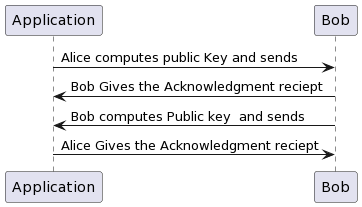 Application Bob
Alice computes public Key and sends
Bob Gives the Acknowledgment reciept
Bob computes Public key  and sends
Alice Gives the Acknowledgment reciept
Application Bob